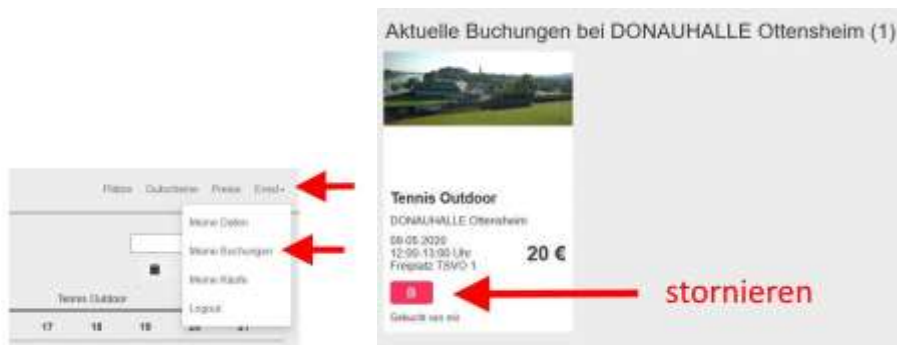 Plätze Gutscheine Preise
Meine Daten
Meine Buchungen
Meine Käufe
Logout
Tennis Outdoor
17 18 19 20 21
Aktuelle Buchungen bei DONAUHALLE Ottensheim (1)
Tennis Outdoor
DONAUHALLE Ottensheim
09.05.2020
12:00-13:00 Uhr
Freiplatz TSVO 1
20 €
stornieren
Gebucht von mir